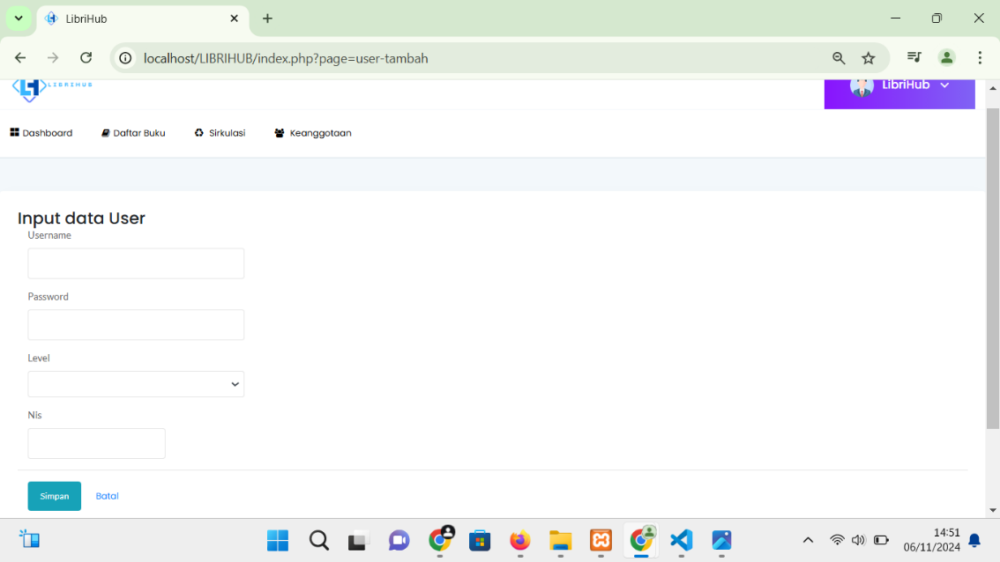 LibriHub
localhost/LIBRIHUB/index.php?page=user-tambah
LIBRIHUB
LibriHub
Dashboard Daftar Buku Sirkulasi Keanggotaan
Input data User
Username
Password
Level
Nis
Simpan Batal
14:51
06/11/2024